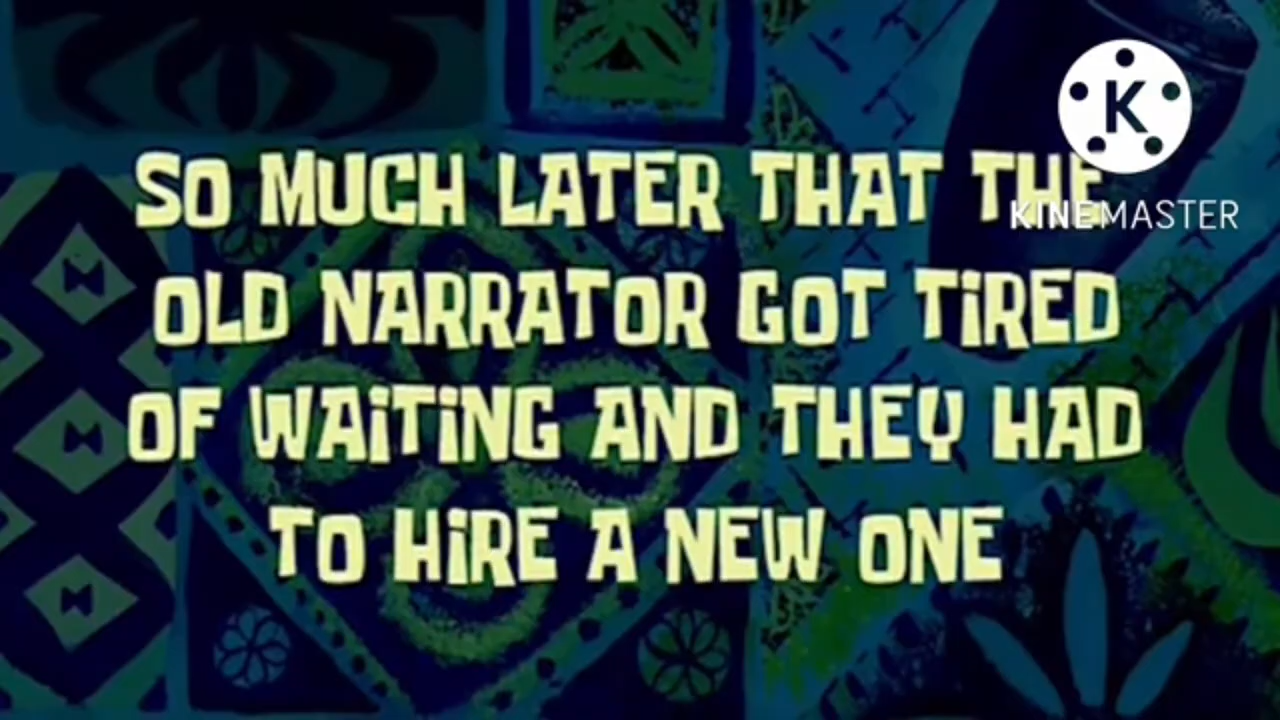 K
KINEMASTER
SO MUCH LATER THAT THE
OLD NARRATOR GOT TiRED
OF WAiTiNG AND THEY HAD
TO HiRE A NEW ONE